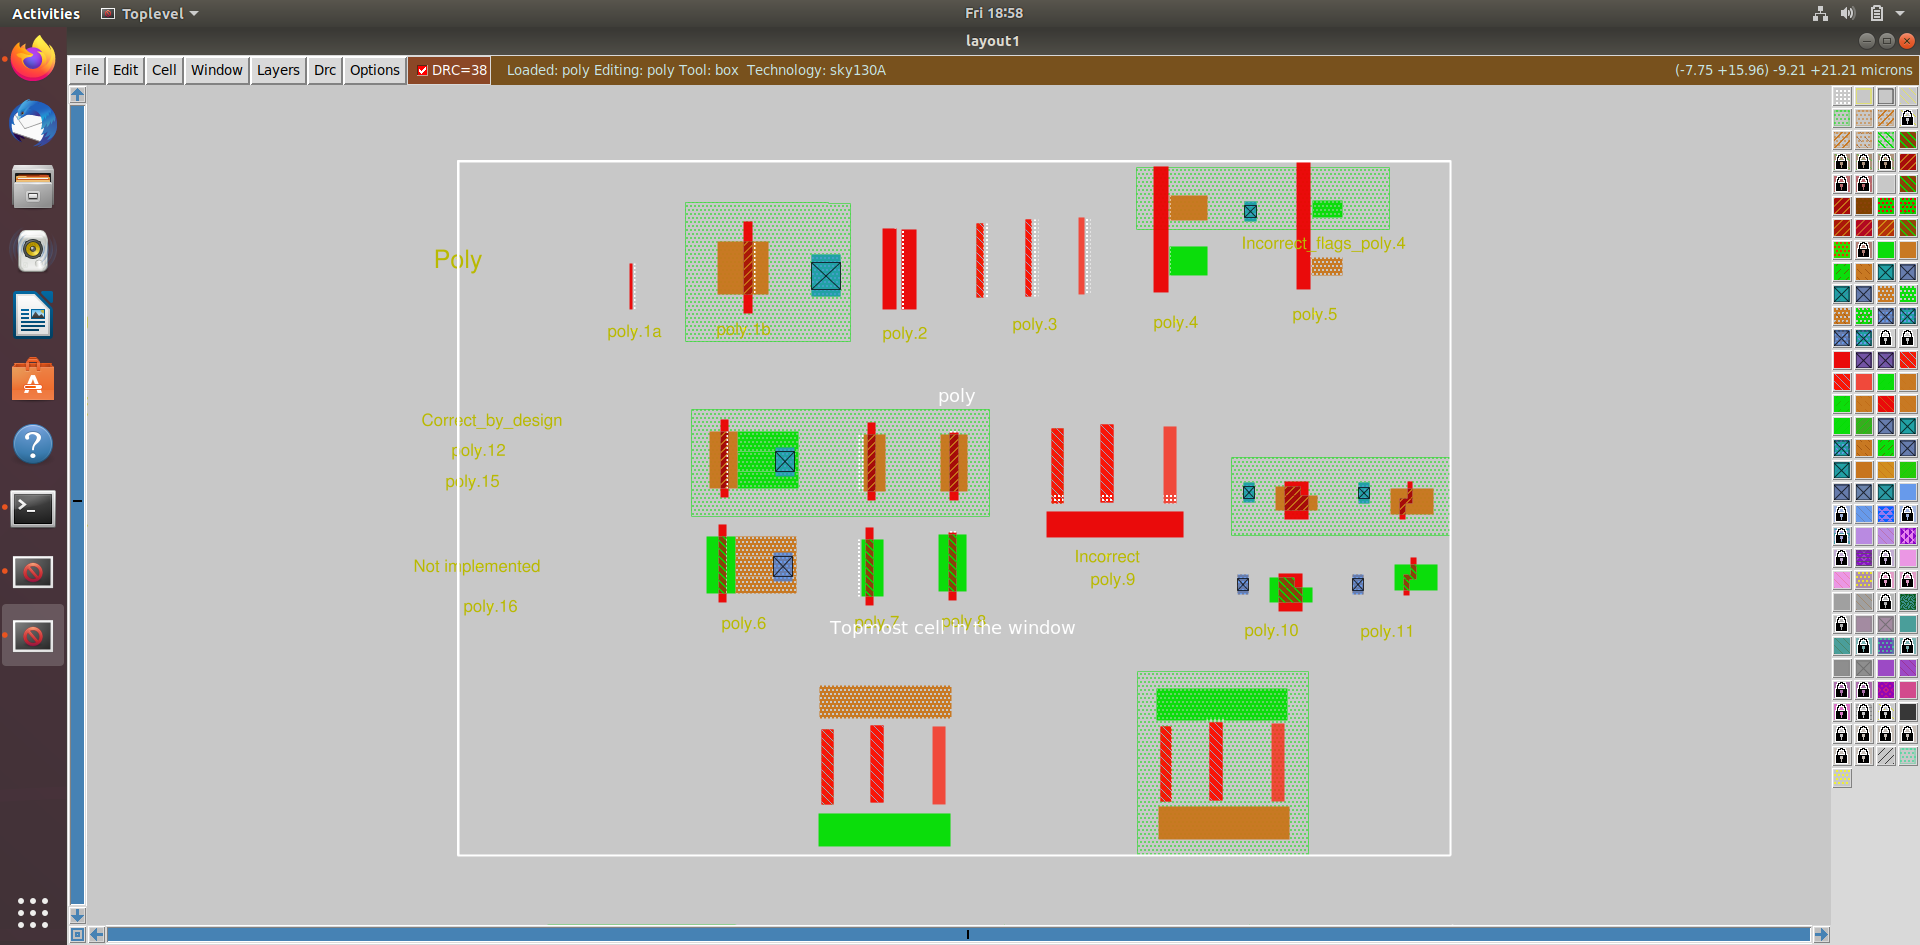 Activities
Toplevel
Fri 18:58
layout1
File Edit Cell Window Layers Drc Options DRC=38 Loaded: poly Editing: poly Tool: box Technology: sky130A (-7.75 +15.96) -9.21 +21.21 microns
Incorrect_flags_poly.4
Poly
poly.1a
poly.1b
poly.2
poly.3
poly.4
poly.5
poly
Correct_by_design
poly.12
poly.15
Incorrect
poly.9
Not implemented
poly.16
poly.6
poly.7
poly.8
Topmost cell in the window
poly.10
poly.11